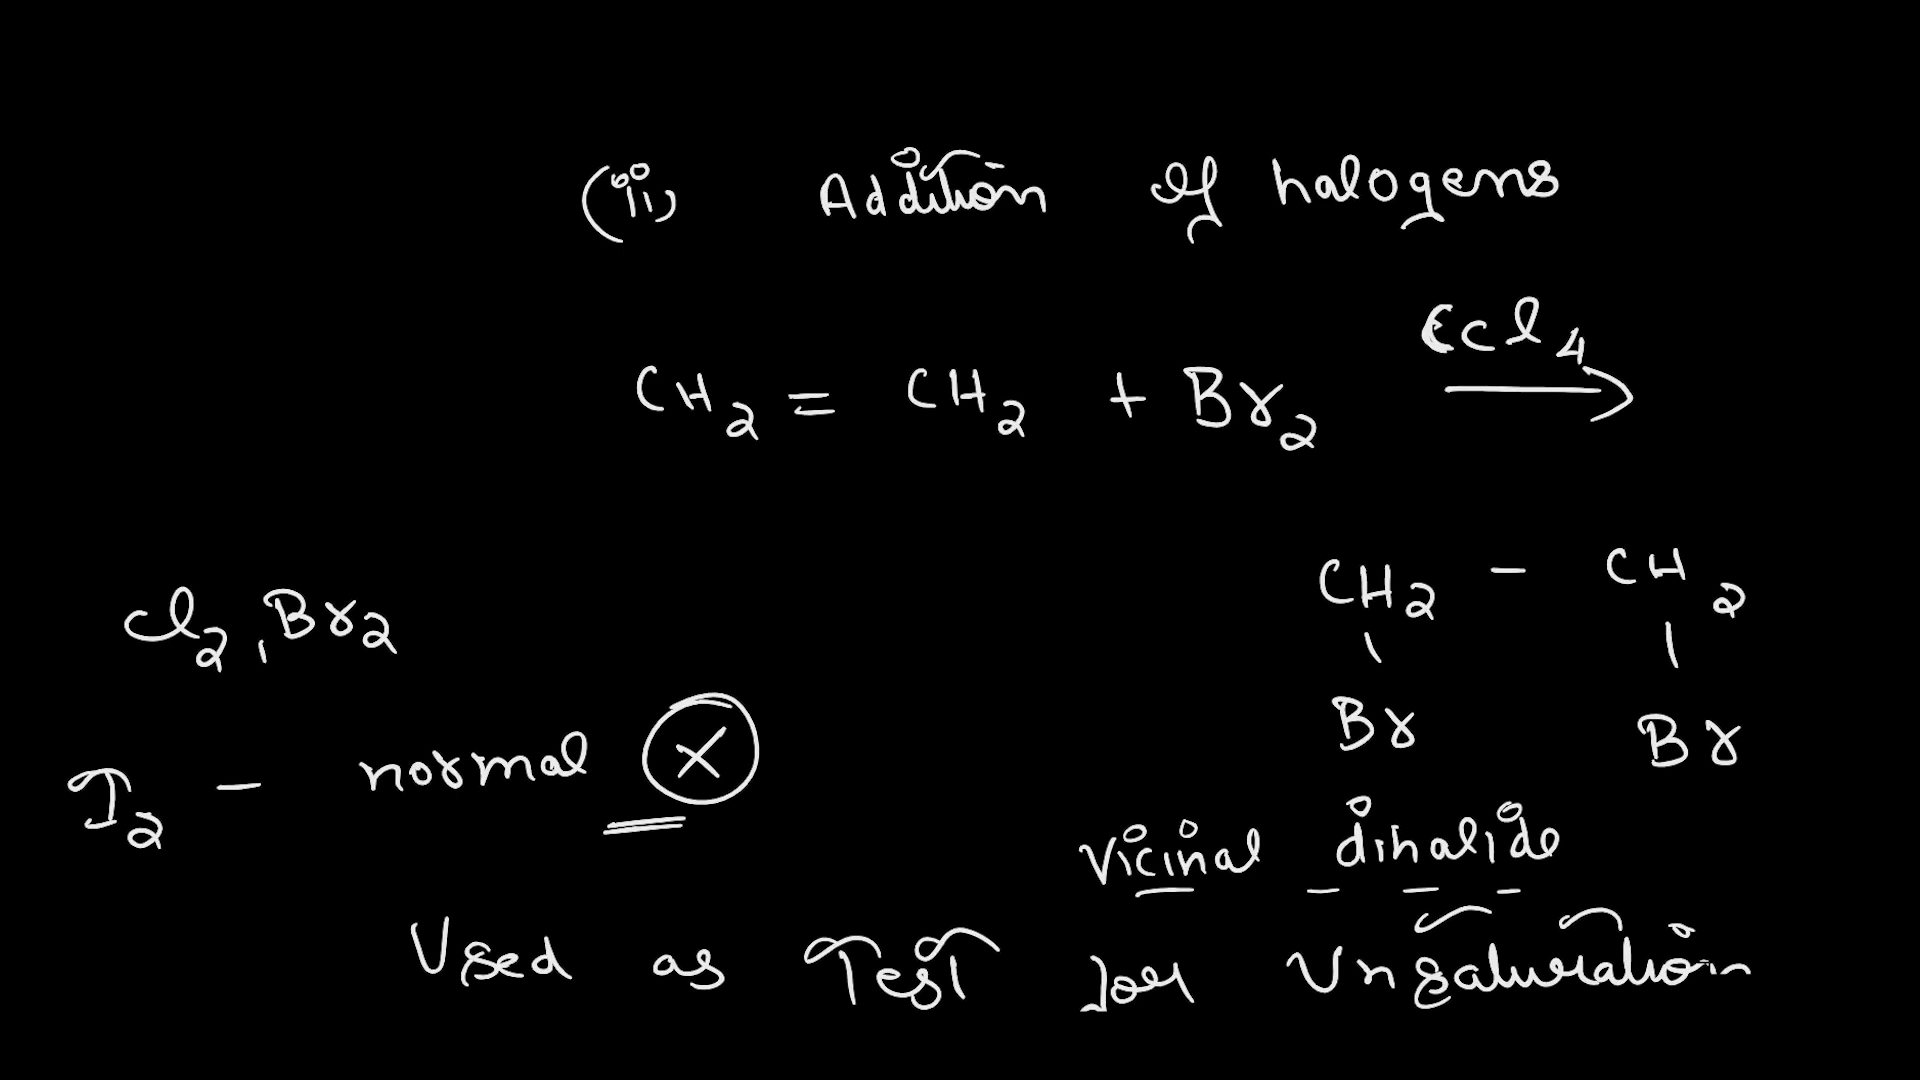 (ii) Addition of halogens
CH2 = CH2 + Br2 CCl4 →
CH2 - CH2
Cl2, Br2
Br Br
I2 - normal X
Vicinal dihalide
Used as Test for Unsaturation